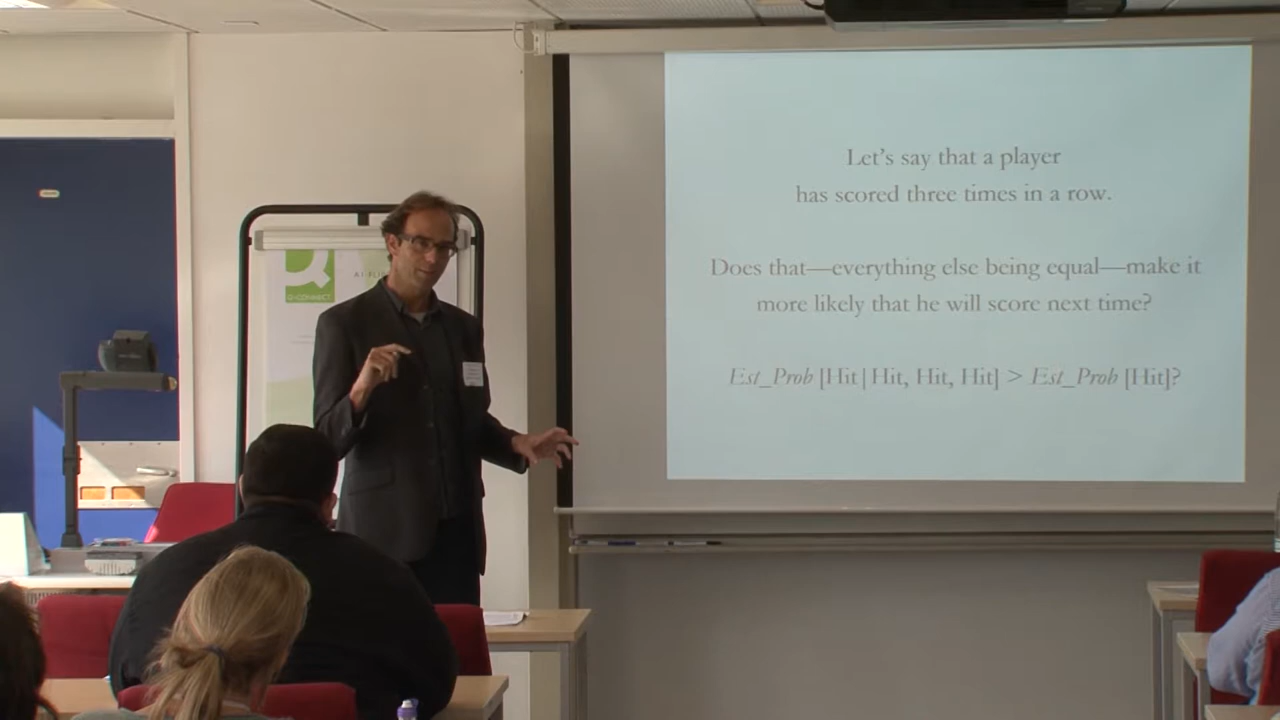 Let's say that a player
has scored three times in a row.
Does that—everything else being equal—make it
more likely that he will score next time?
Est_Prob [Hit|Hit, Hit, Hit] > Est_Prob [Hit]?
Q-CONNECT